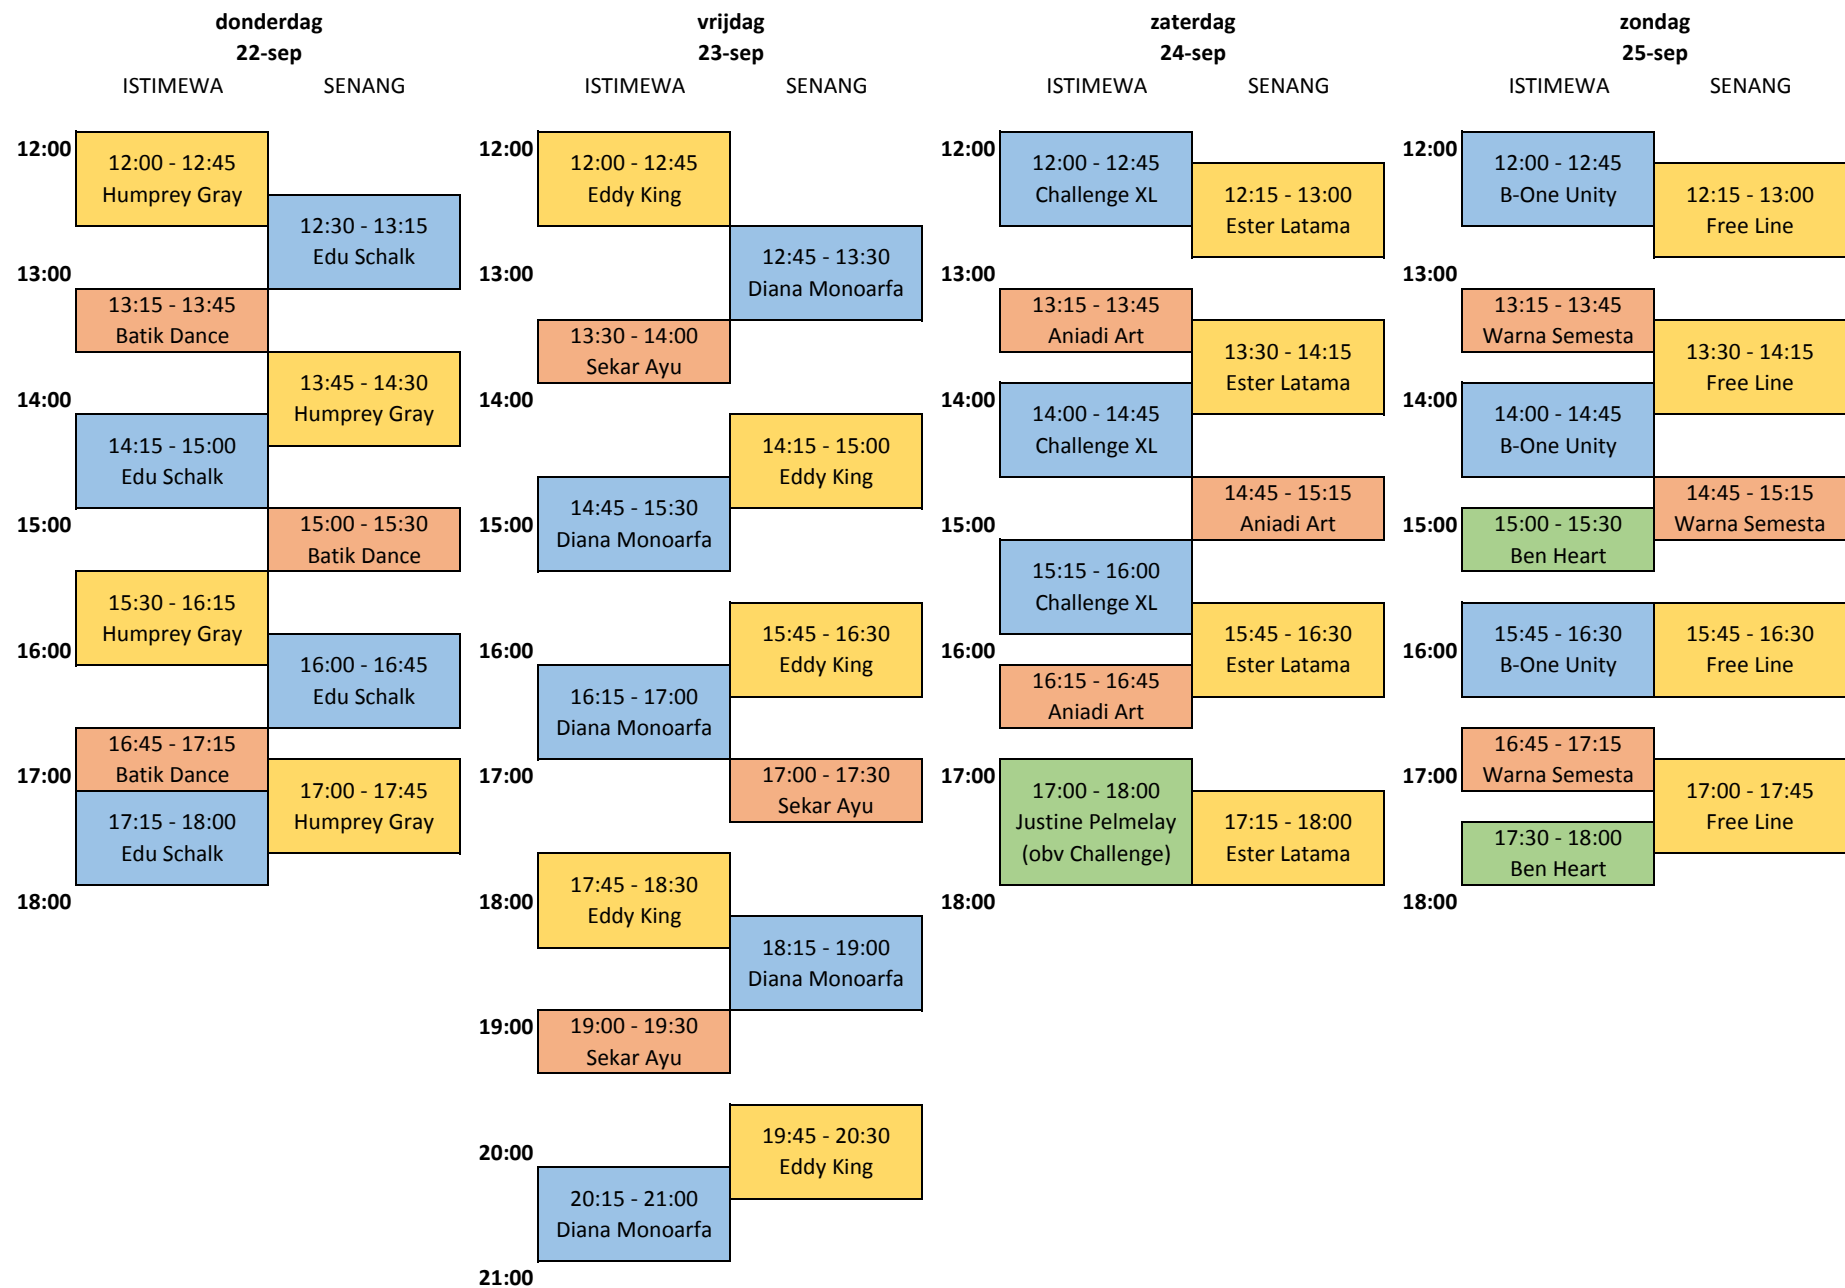 donderdag
22-sep
ISTIMEWA SENANG
12:00
12:00 - 12:45
Humprey Gray
12:30 - 13:15
Edu Schalk
13:00
13:15 - 13:45
Batik Dance
13:45 - 14:30
Humprey Gray
14:00
14:15 - 15:00
Edu Schalk
15:00
15:00 - 15:30
Batik Dance
15:30 - 16:15
Humprey Gray
16:00
16:00 - 16:45
Edu Schalk
16:45 - 17:15
Batik Dance
17:00
17:00 - 17:45
Humprey Gray
17:15 - 18:00
Edu Schalk
18:00
vrijdag
23-sep
ISTIMEWA SENANG
12:00
12:00 - 12:45
Eddy King
12:45 - 13:30
Diana Monoarfa
13:00
13:30 - 14:00
Sekar Ayu
14:00
14:15 - 15:00
Eddy King
14:45 - 15:30
Diana Monoarfa
15:00
15:45 - 16:30
Eddy King
16:00
16:15 - 17:00
Diana Monoarfa
17:00
17:00 - 17:30
Sekar Ayu
17:45 - 18:30
Eddy King
18:00
18:15 - 19:00
Diana Monoarfa
19:00
19:00 - 19:30
Sekar Ayu
19:45 - 20:30
Eddy King
20:00
20:15 - 21:00
Diana Monoarfa
21:00
zaterdag
24-sep
ISTIMEWA SENANG
12:00
12:00 - 12:45
Challenge XL
12:15 - 13:00
Ester Latama
13:00
13:15 - 13:45
Aniadi Art
13:30 - 14:15
Ester Latama
14:00
14:00 - 14:45
Challenge XL
14:45 - 15:15
Aniadi Art
15:00
15:15 - 16:00
Challenge XL
15:45 - 16:30
Ester Latama
16:00
16:15 - 16:45
Aniadi Art
17:00
17:00 - 18:00
Justine Pelmelay
(obv Challenge)
17:15 - 18:00
Ester Latama
18:00
zondag
25-sep
ISTIMEWA SENANG
12:00
12:00 - 12:45
B-One Unity
12:15 - 13:00
Free Line
13:00
13:15 - 13:45
Warna Semesta
13:30 - 14:15
Free Line
14:00
14:00 - 14:45
B-One Unity
14:45 - 15:15
Warna Semesta
15:00
15:00 - 15:30
Ben Heart
15:45 - 16:30
B-One Unity
15:45 - 16:30
Free Line
16:00
16:45 - 17:15
Warna Semesta
17:00
17:00 - 17:45
Free Line
17:30 - 18:00
Ben Heart
18:00